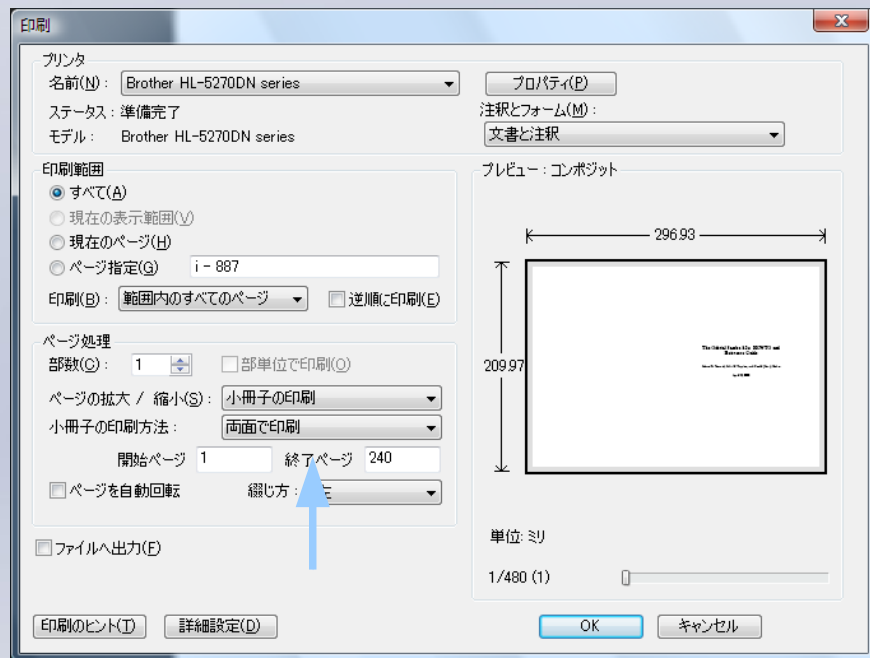 印刷
プリンタ
名前(N): Brother HL-5270DN series
プロパティ(P)
ステータス: 準備完了
注釈とフォーム(M):
モデル: Brother HL-5270DN series
文書と注釈
印刷範囲
プレビュー: コンポジット
すべて(A)
現在の表示範囲(V)
現在のページ(H)
296.93
ページ指定(G) i - 887
印刷(B): 範囲内のすべてのページ 逆順に印刷(E)
ページ処理
部数(C): 1 部単位で印刷(O)
209.97
ページの拡大 / 縮小(S): 小冊子の印刷
小冊子の印刷方法: 両面で印刷
開始ページ 1 終了ページ 240
ページを自動回転 綴じ方:
単位: ミリ
ファイルへ出力(F)
1/480 (1)
印刷のヒント(T) 詳細設定(D) OK キャンセル